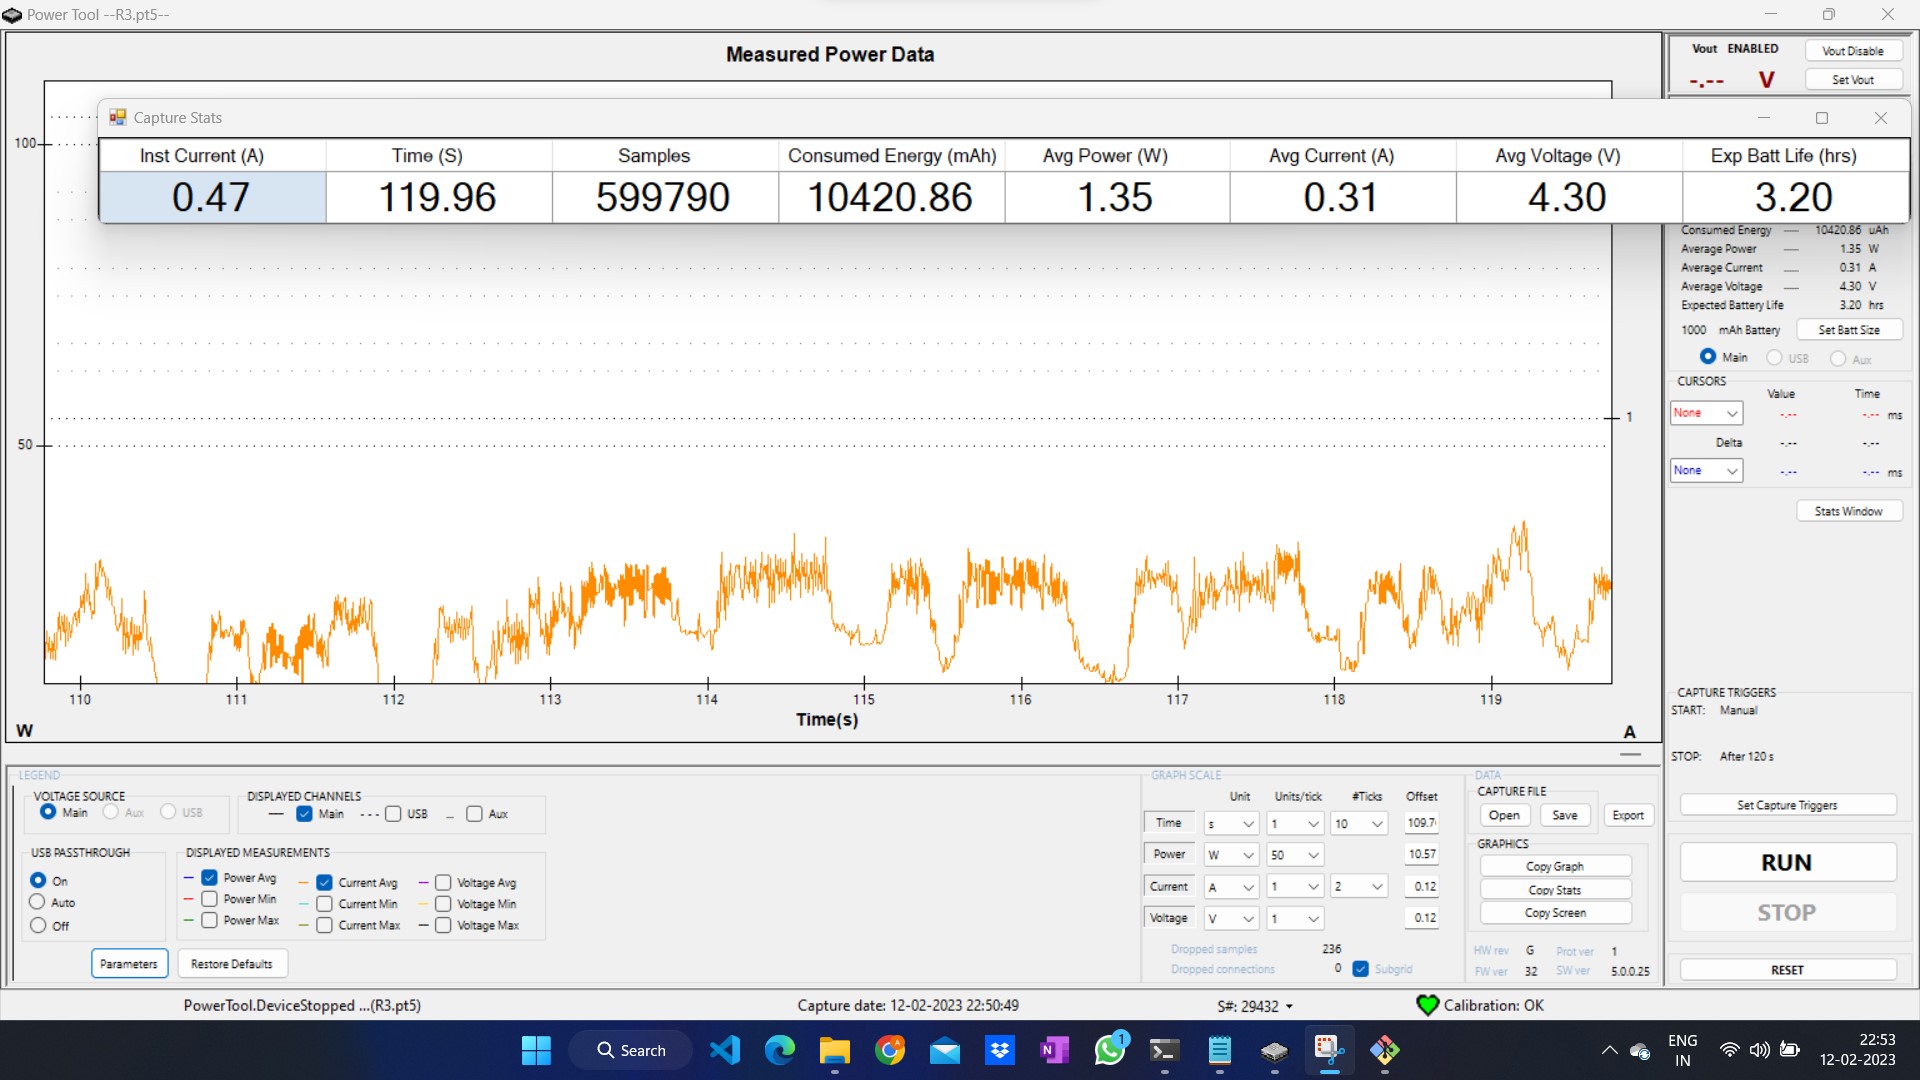 Power Tool --R3.pt5--
Measured Power Data
Vout ENABLED
Vout Disable
-.-- V
Set Vout
Capture Stats
Inst Current (A) Time (S) Samples Consumed Energy (mAh) Avg Power (W) Avg Current (A) Avg Voltage (V) Exp Batt Life (hrs)
0.47 119.96 599790 10420.86 1.35 0.31 4.30 3.20
100
50
1
110 111 112 113 114 115 116 117 118 119
Time(s)
W
A
Consumed Energy 10420.86 uAh
Average Power 1.35 W
Average Current 0.31 A
Average Voltage 4.30 V
Expected Battery Life 3.20 hrs
1000 mAh Battery Set Batt Size
Main USB Aux
CURSORS
Value Time
None -.-- -.-- ms
Delta -.-- -.--
None -.-- -.-- ms
Stats Window
CAPTURE TRIGGERS
START: Manual
STOP: After 120 s
Set Capture Triggers
RUN
STOP
RESET
LEGEND
VOLTAGE SOURCE
Main Aux USB
DISPLAYED CHANNELS
Main USB Aux
USB PASSTHROUGH
On
Auto
Off
DISPLAYED MEASUREMENTS
Power Avg Current Avg Voltage Avg
Power Min Current Min Voltage Min
Power Max Current Max Voltage Max
Parameters Restore Defaults
GRAPH SCALE
Unit Units/tick #Ticks Offset
Time s 1 10 109.7
Power W 50 10.57
Current A 1 2 0.12
Voltage V 1 0.12
Dropped samples 236
Dropped connections 0 Subgrid
DATA
CAPTURE FILE
Open Save Export
GRAPHICS
Copy Graph
Copy Stats
Copy Screen
HW rev G Prot ver 1
FW ver 32 SW ver 5.0.0.25
PowerTool.DeviceStopped ...(R3.pt5) Capture date: 12-02-2023 22:50:49 S#: 29432 Calibration: OK
Search
1
ENG
IN
22:53
12-02-2023